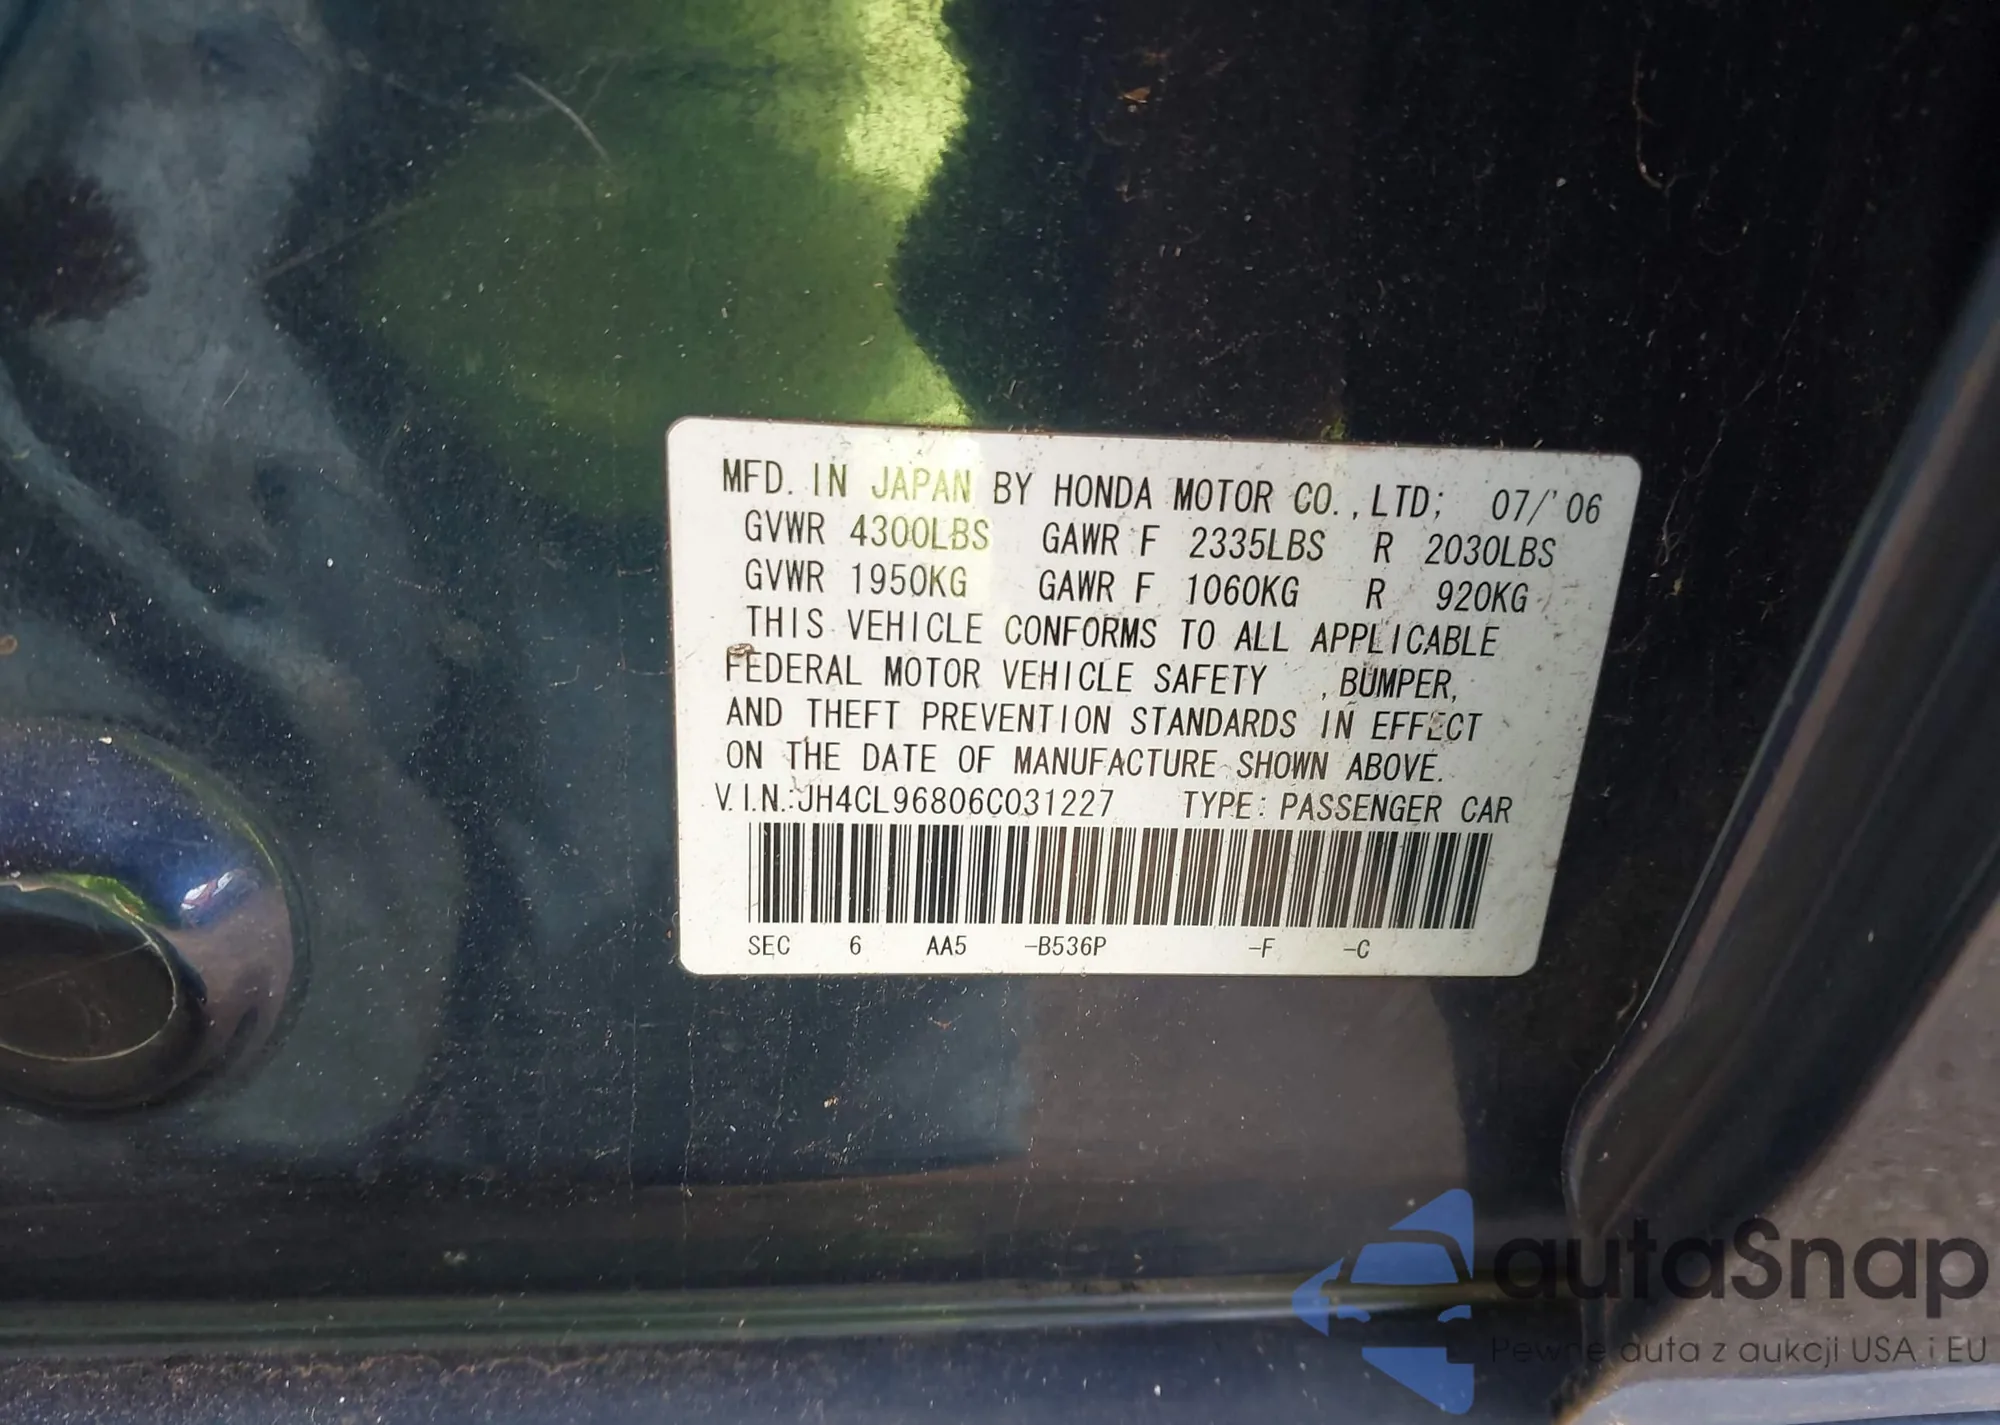 MFD. IN JAPAN BY HONDA MOTOR CO.,LTD; 07/'06
GVWR 4300LBS GAWR F 2335LBS R 2030LBS
GVWR 1950KG GAWR F 1060KG R 920KG
THIS VEHICLE CONFORMS TO ALL APPLICABLE
FEDERAL MOTOR VEHICLE SAFETY , BUMPER,
AND THEFT PREVENTION STANDARDS IN EFFECT
ON THE DATE OF MANUFACTURE SHOWN ABOVE.
V.I.N.:JH4CL96806C031227 TYPE: PASSENGER CAR
SEC 6 AA5 -B536P -F -C
autaSnap
Pewne auta z aukcji USA i EU